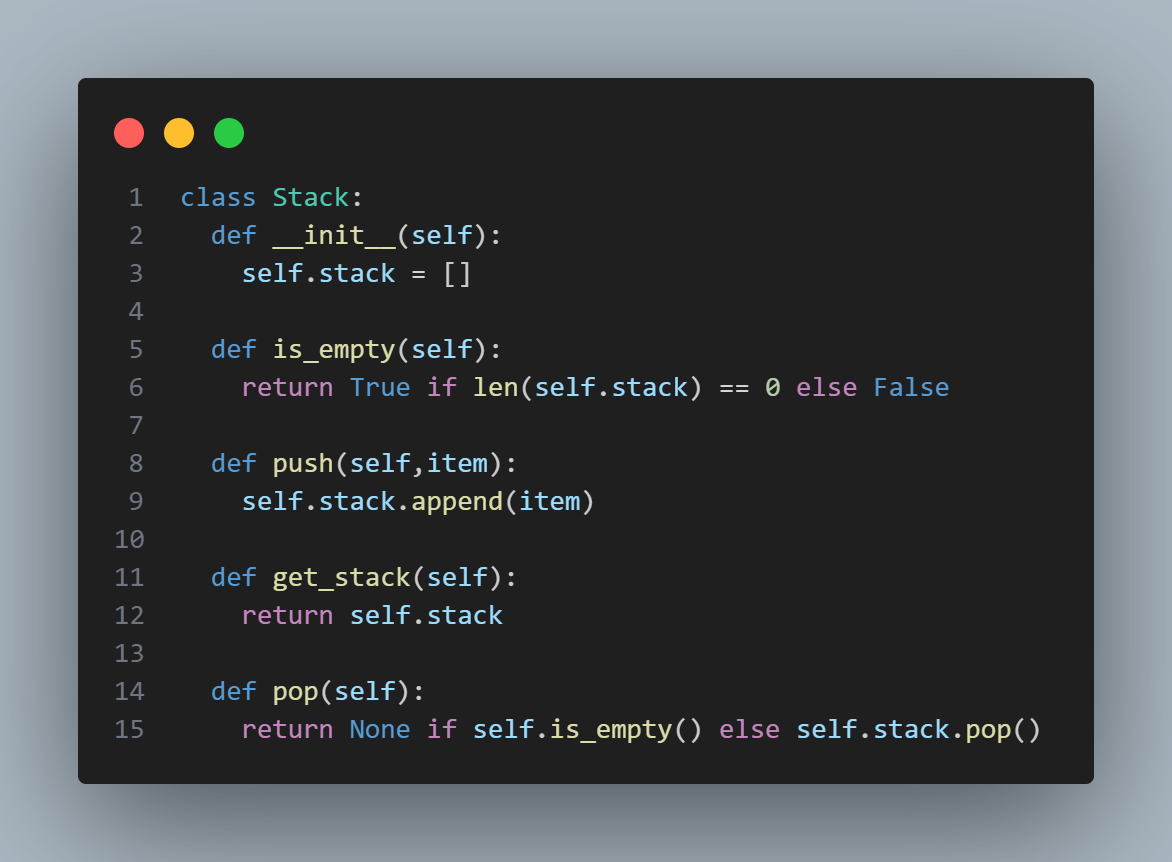 1 class Stack:
2   def __init__(self):
3     self.stack = []
4
5   def is_empty(self):
6     return True if len(self.stack) == 0 else False
7
8   def push(self,item):
9     self.stack.append(item)
10
11   def get_stack(self):
12     return self.stack
13
14   def pop(self):
15     return None if self.is_empty() else self.stack.pop()